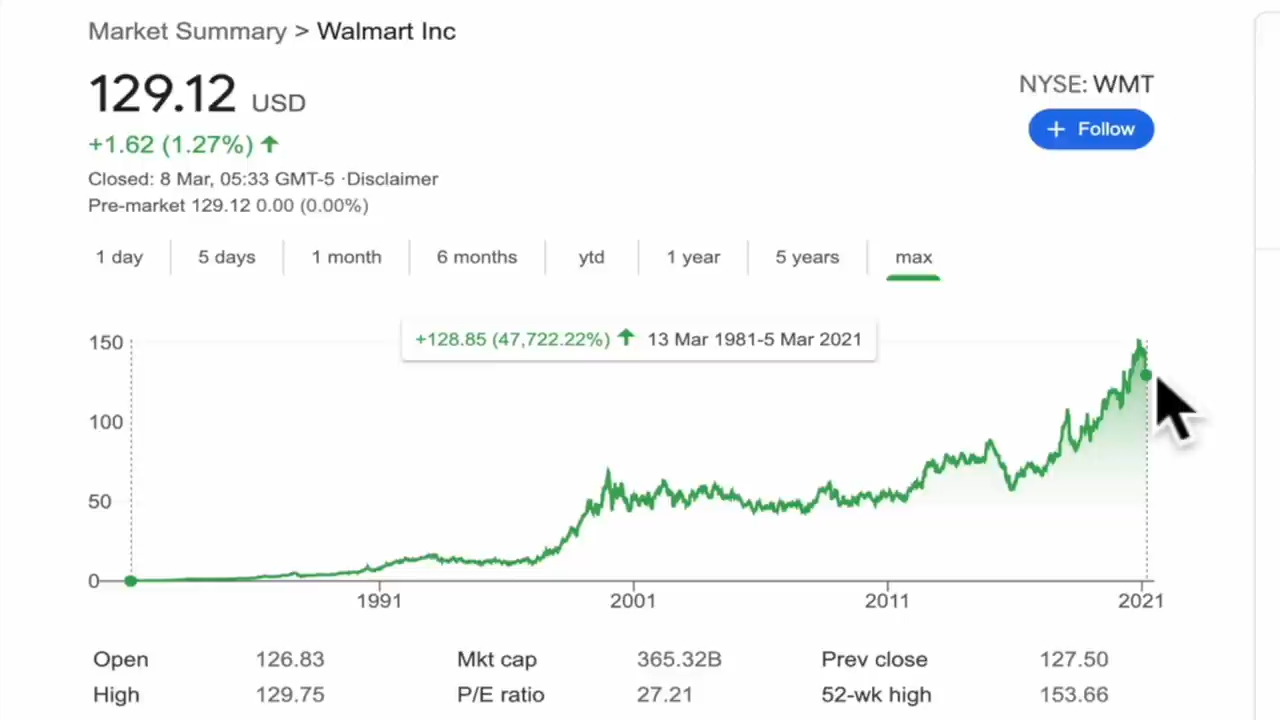 Market Summary > Walmart Inc
129.12 USD
NYSE: WMT
+1.62 (1.27%)
+ Follow
Closed: 8 Mar, 05:33 GMT-5 ·Disclaimer
Pre-market 129.12 0.00 (0.00%)
1 day 5 days 1 month 6 months ytd 1 year 5 years max
+128.85 (47,722.22%) 13 Mar 1981-5 Mar 2021
150
100
50
0
1991 2001 2011 2021
Open 126.83 Mkt cap 365.32B Prev close 127.50
High 129.75 P/E ratio 27.21 52-wk high 153.66